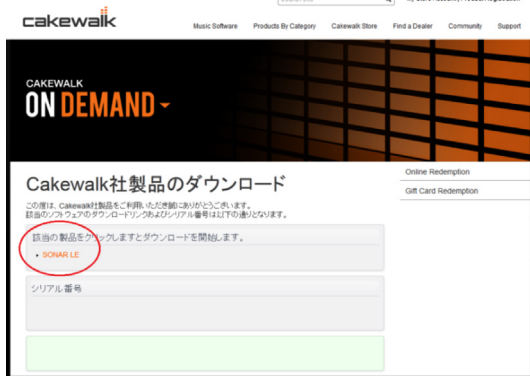 cakewalk
Music Software Products By Category Cakewalk Store Find a Dealer Community Support
CAKEWALK
ON DEMAND
Cakewalk社製品のダウンロード
Online Redemption
Gift Card Redemption
この度は、Cakewalk社製品をご利用いただき誠にありがとうございます。
該当のソフトウェアのダウンロードリンクおよびシリアル番号は以下の通りとなります。
該当の製品をクリックしますとダウンロードを開始します。
SONAR LE
シリアル番号